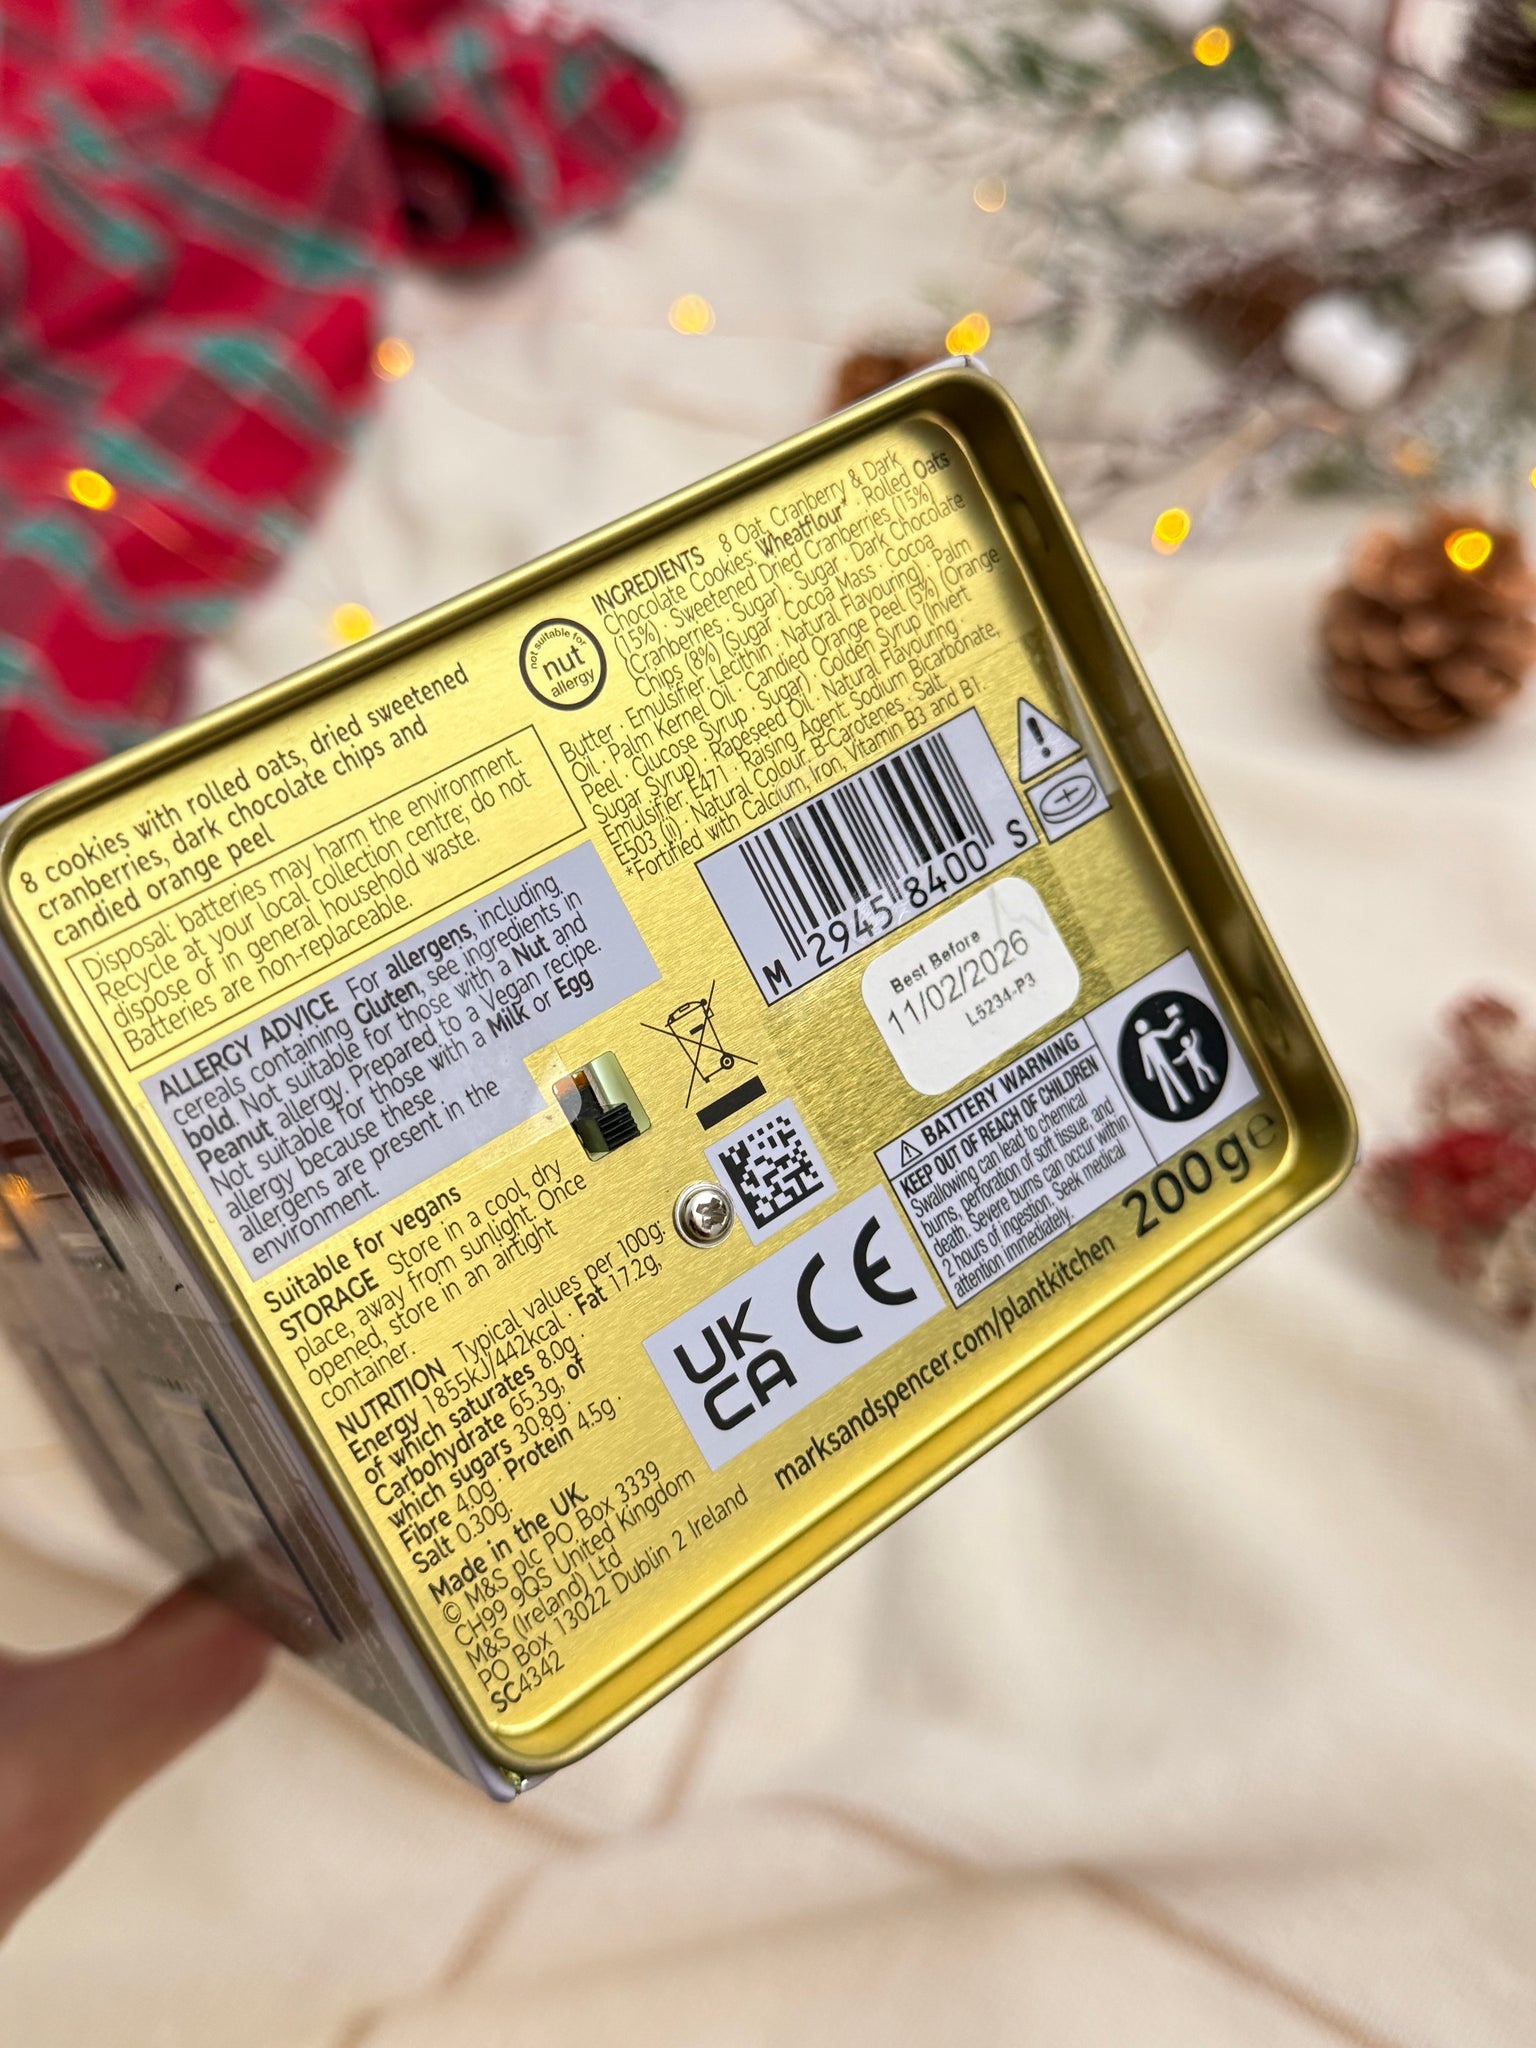 8 cookies with rolled oats, dried sweetened
cranberries, dark chocolate chips and
candied orange peel
Disposal: batteries may harm the environment.
Recycle at your local collection centre; do not
dispose of in general household waste.
Batteries are non-replaceable.
ALLERGY ADVICE For allergens, including
cereals containing Gluten, see ingredients in
bold. Not suitable for those with a Nut and
Peanut allergy. Prepared to a Vegan recipe.
Not suitable for those with a Milk or Egg
allergy because these
allergens are present in the
environment.
Suitable for vegans
STORAGE Store in a cool, dry
place, away from sunlight. Once
opened, store in an airtight
container.
NUTRITION Typical values per 100g.
Energy 1855kJ/442kcal · Fat 17.2g,
of which saturates 8.0g ·
Carbohydrate 65.3g, of
which sugars 30.8g ·
Fibre 4.0g · Protein 4.5g ·
Salt 0.30g.
Made in the UK.
© M&S plc PO Box 3339
CH99 9QS United Kingdom
M&S (Ireland) Ltd
PO Box 13022 Dublin 2 Ireland
SC4342
not suitable for
nut
allergy
INGREDIENTS 8 Oat, Cranberry & Dark
Chocolate Cookies. Wheatflour* · Rolled Oats
(15%) · Sweetened Dried Cranberries (15%)
(Cranberries · Sugar) · Sugar · Dark Chocolate
Chips (8%) (Sugar · Cocoa Mass · Cocoa
Butter · Emulsifier: Lecithin · Natural Flavouring) · Palm
Oil · Palm Kernel Oil · Candied Orange Peel (5%) (Orange
Peel · Glucose Syrup · Sugar) · Golden Syrup (Invert
Sugar Syrup) · Rapeseed Oil · Natural Flavouring ·
Emulsifier: E471 · Raising Agent: Sodium Bicarbonate,
E503 (ii) · Natural Colour: B-Carotenes · Salt
*Fortified with Calcium, Iron, Vitamin B3 and B1.
M 2945 8400 S
Best Before
11/02/2026
L5234-P3
UK
CA
CE
BATTERY WARNING
KEEP OUT OF REACH OF CHILDREN
Swallowing can lead to chemical
burns, perforation of soft tissue, and
death. Severe burns can occur within
2 hours of ingestion. Seek medical
attention immediately.
marksandspencer.com/plantkitchen
200g e